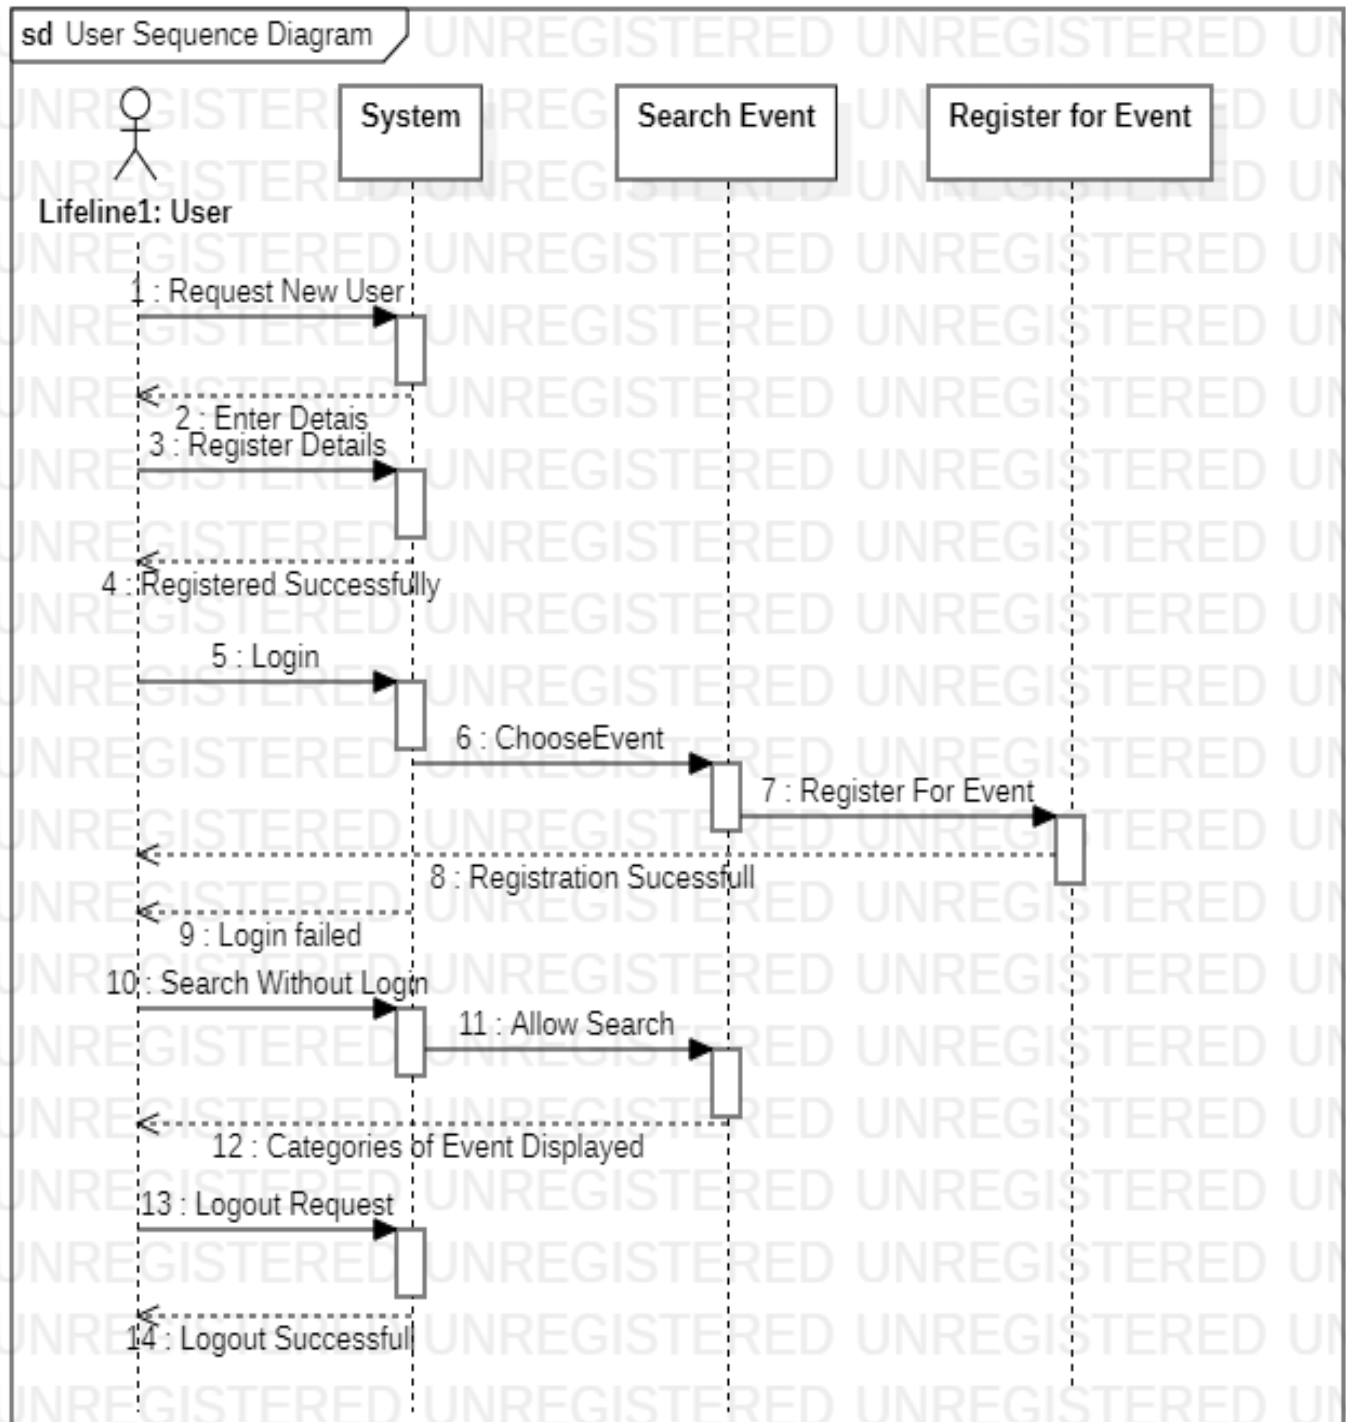 sd User Sequence Diagram
System
Search Event
Register for Event
Lifeline1: User
1 : Request New User
2 : Enter Detais
3 : Register Details
4 : Registered Successfully
5 : Login
6 : ChooseEvent
7 : Register For Event
8 : Registration Sucessfull
9 : Login failed
10 : Search Without Login
11 : Allow Search
12 : Categories of Event Displayed
13 : Logout Request
14 : Logout Successfull
UNREGISTERED